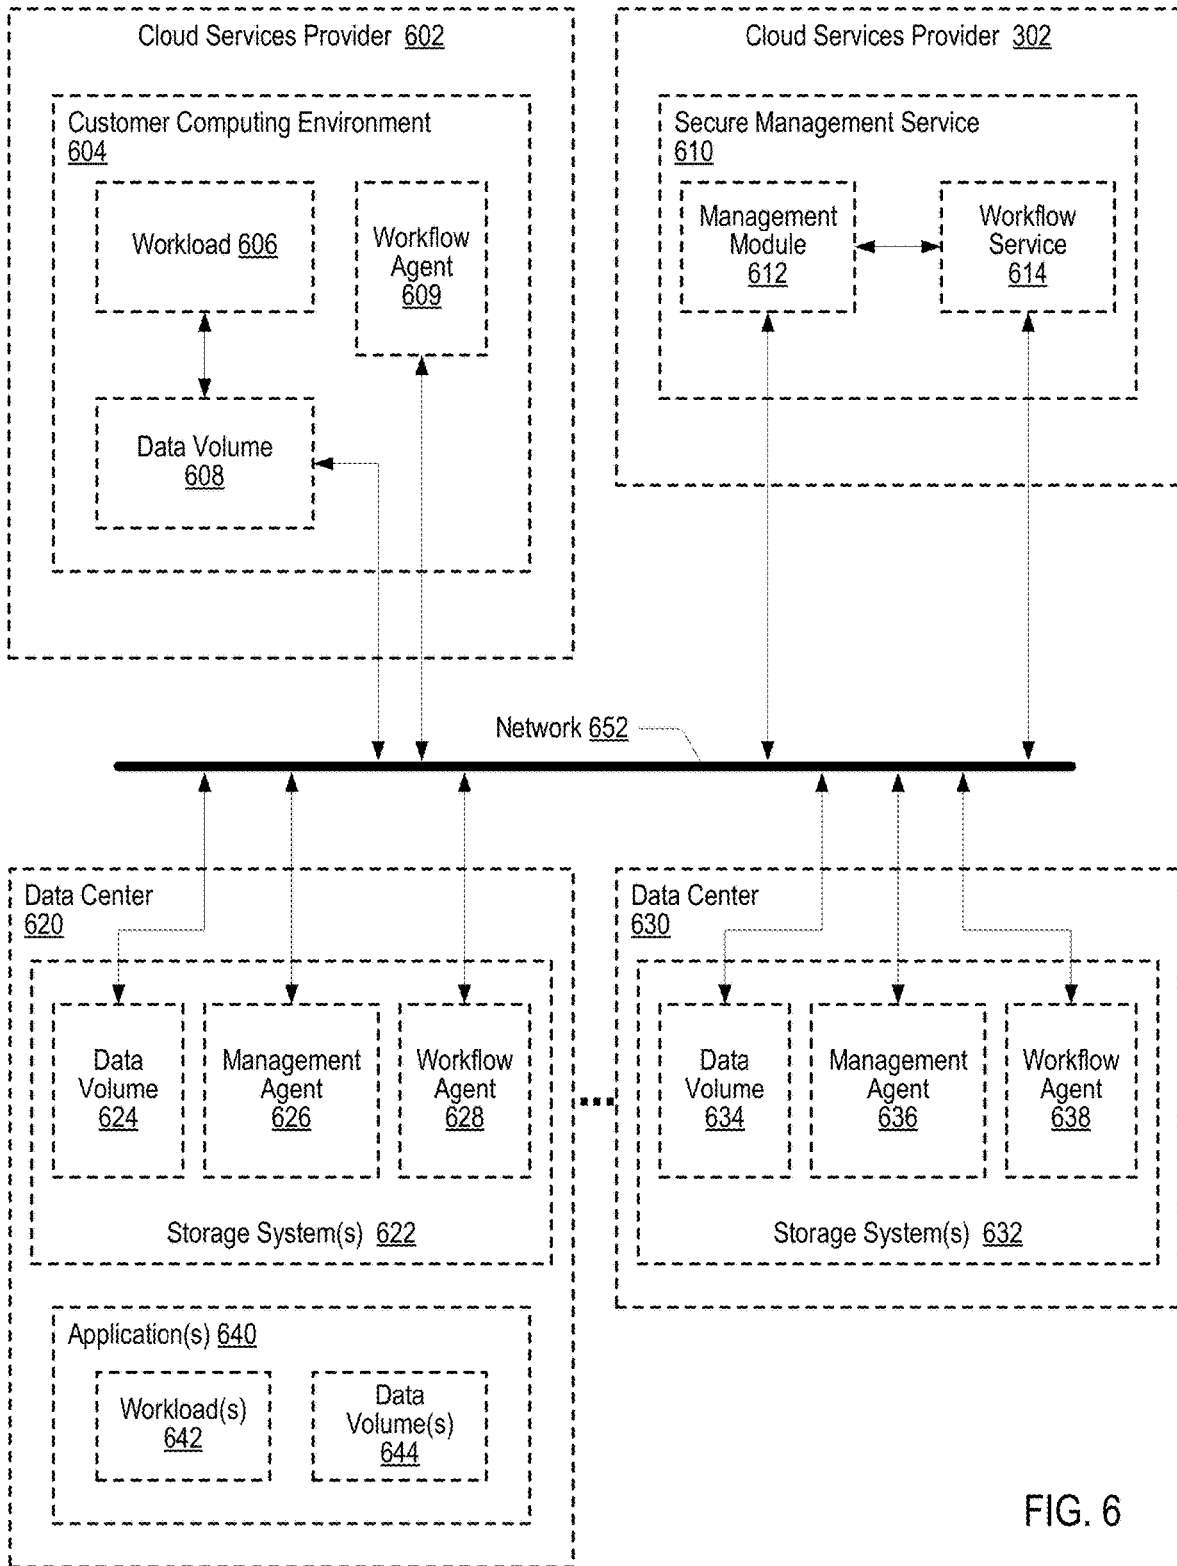 Cloud Services Provider 602
Customer Computing Environment
604
Workload 606
Workflow
Agent
609
Data Volume
608
Cloud Services Provider 302
Secure Management Service
610
Management
Module
612
Workflow
Service
614
Network 652
Data Center
620
Data
Volume
624
Management
Agent
626
Workflow
Agent
628
Storage System(s) 622
Application(s) 640
Workload(s)
642
Data
Volume(s)
644
Data Center
630
Data
Volume
634
Management
Agent
636
Workflow
Agent
638
Storage System(s) 632
FIG. 6